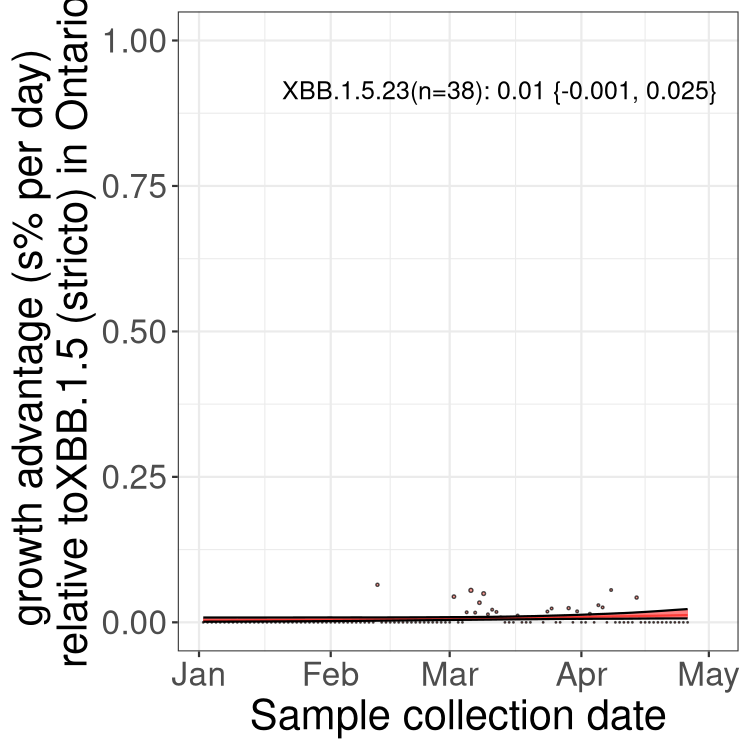 growth advantage (s% per day)
relative toXBB.1.5 (stricto) in Ontario
1.00
0.75
0.50
0.25
0.00
XBB.1.5.23(n=38): 0.01 {-0.001, 0.025}
Jan Feb Mar Apr May
Sample collection date